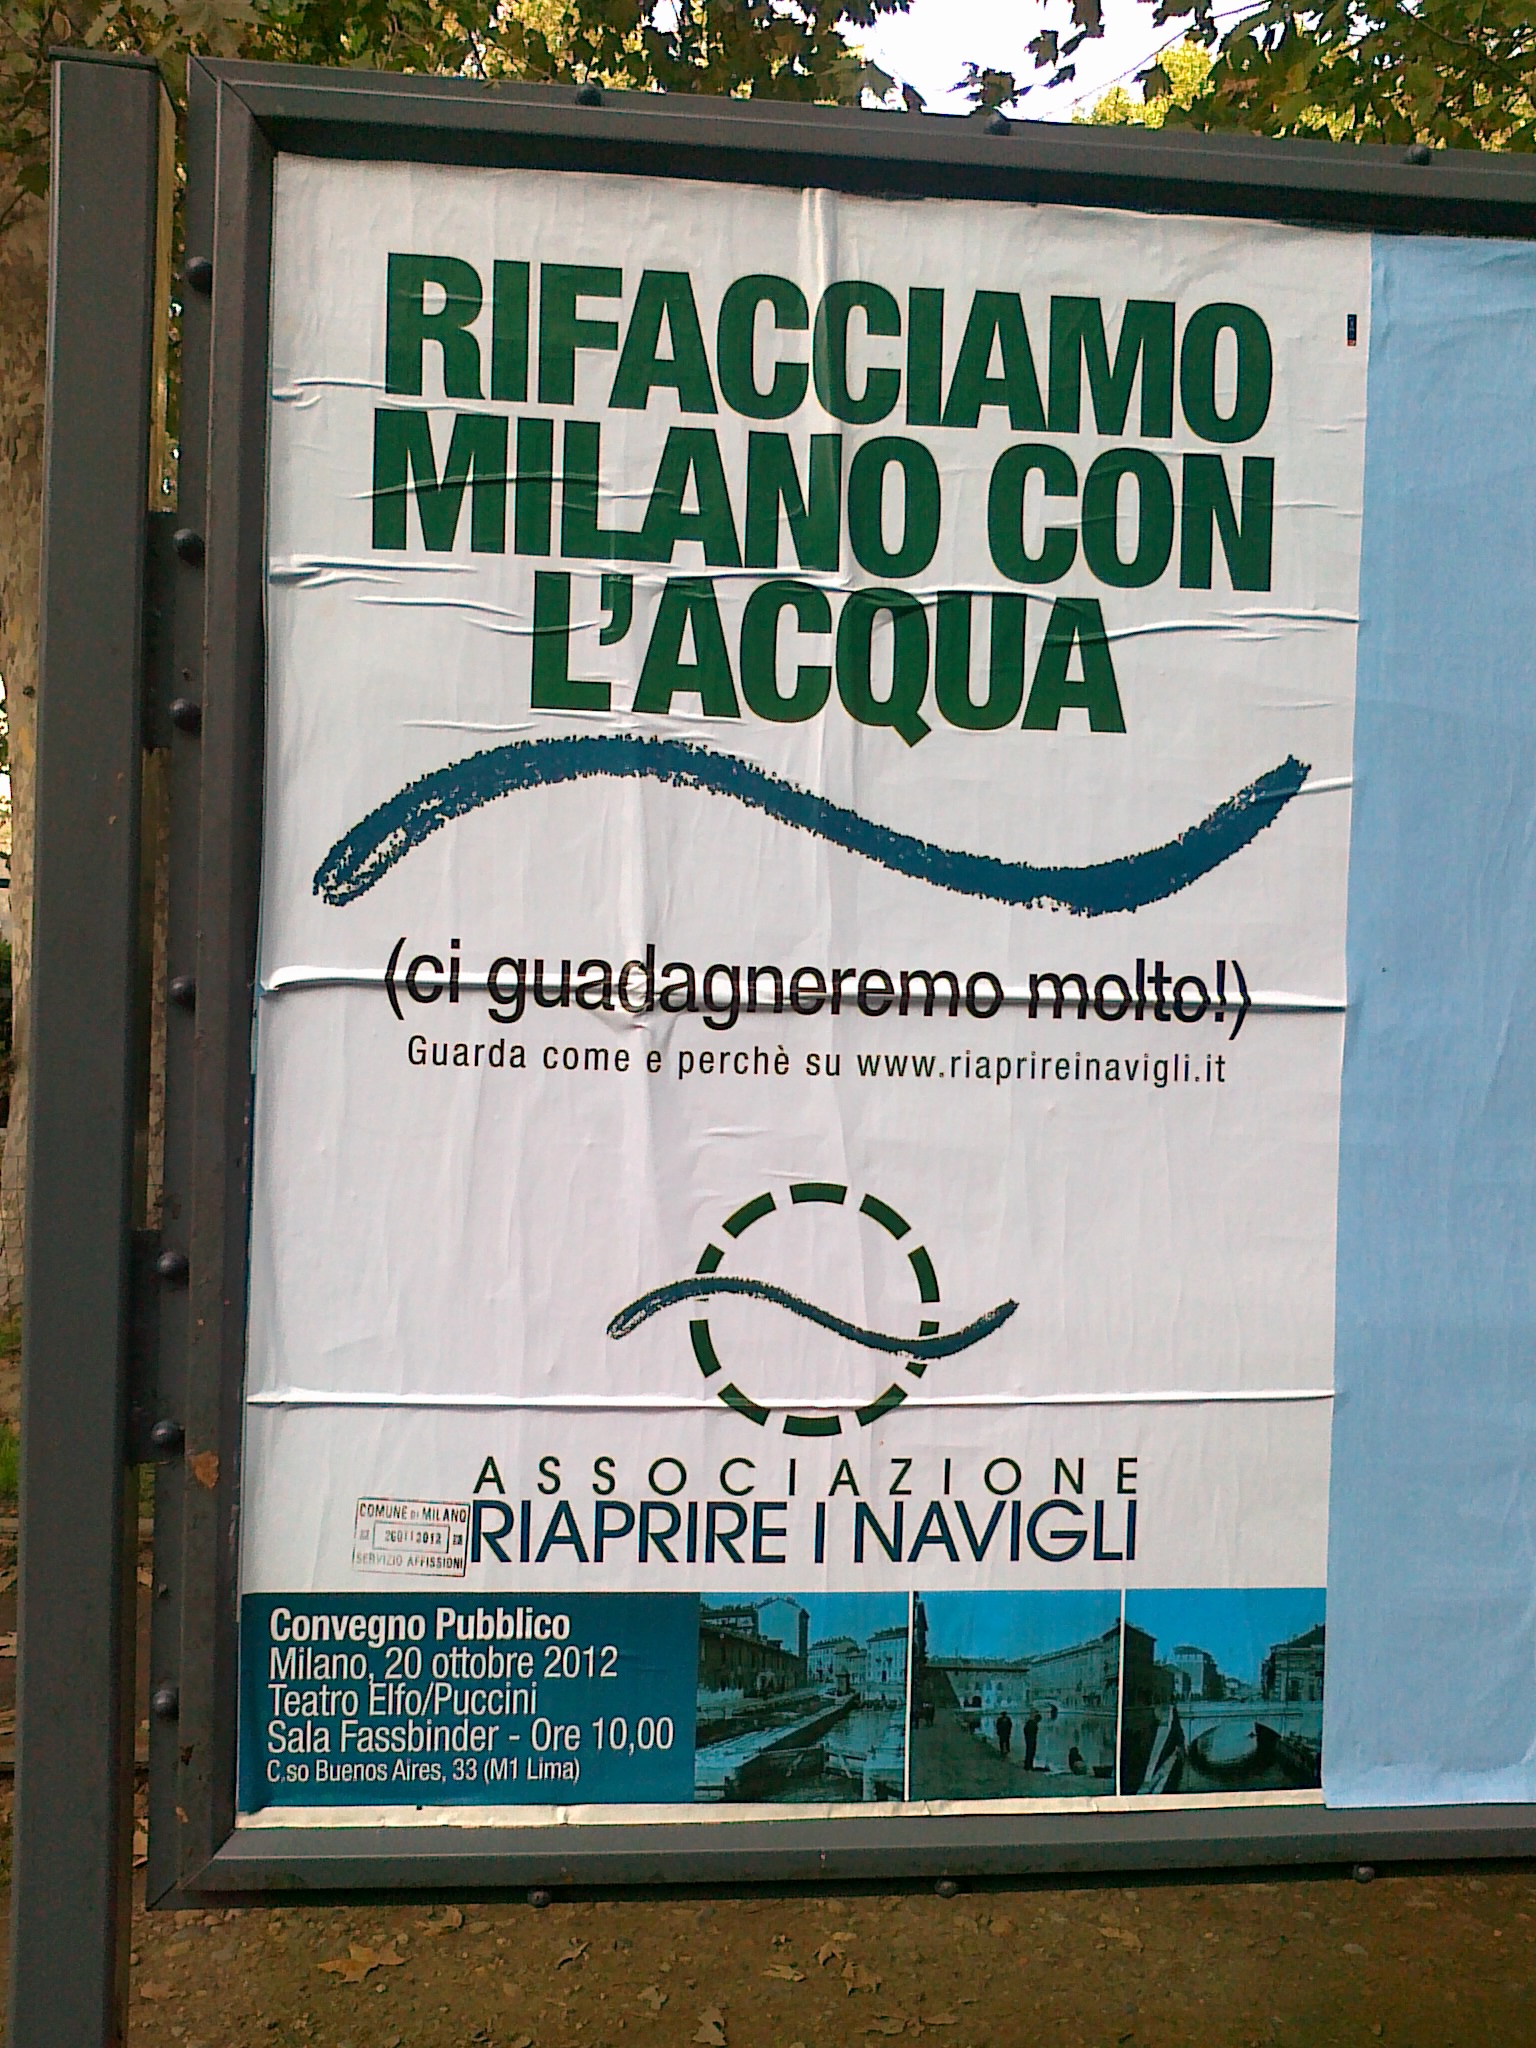 RIFACCIAMO
MILANO CON
L'ACQUA
(ci guadagneremo molto!)
Guarda come e perchè su www.riaprireinavigli.it
ASSOCIAZIONE
RIAPRIRE I NAVIGLI
COMUNE DI MILANO
2012
SERVIZIO AFFISSIONI
Convegno Pubblico
Milano, 20 ottobre 2012
Teatro Elfo/Puccini
Sala Fassbinder - Ore 10,00
C.so Buenos Aires, 33 (M1 Lima)